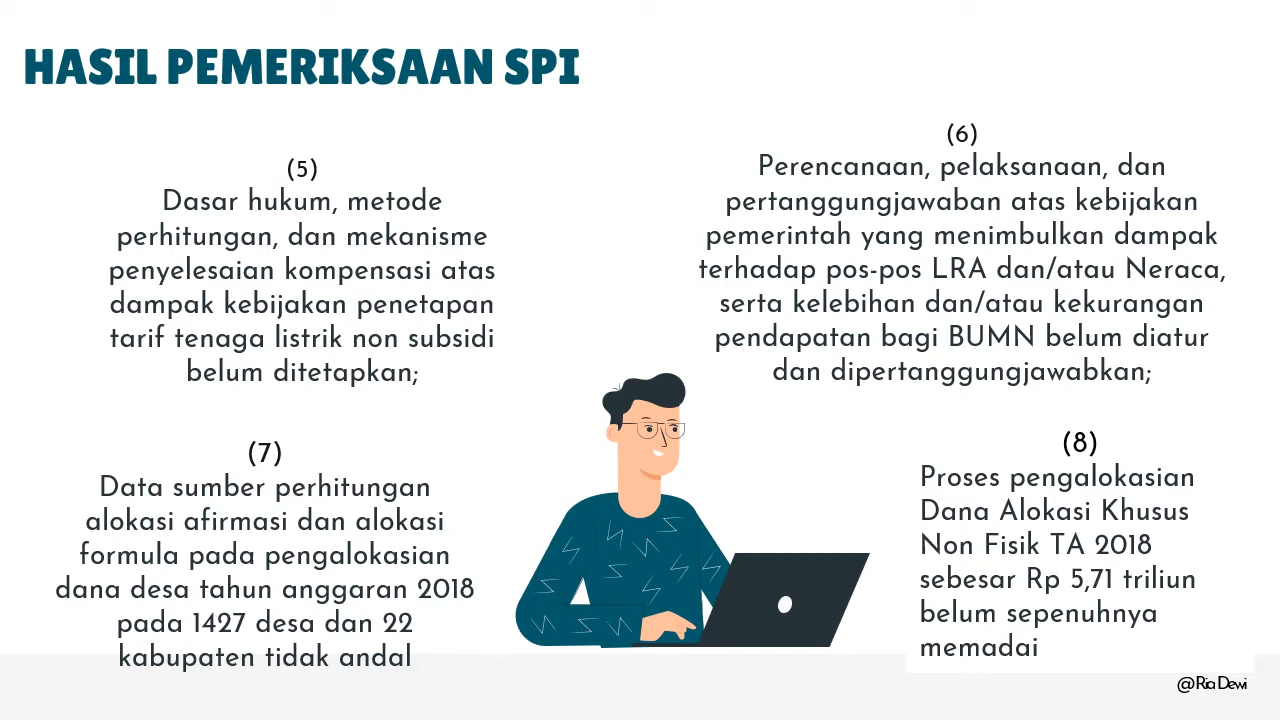 HASIL PEMERIKSAAN SPI
(5)
Dasar hukum, metode
perhitungan, dan mekanisme
penyelesaian kompensasi atas
dampak kebijakan penetapan
tarif tenaga listrik non subsidi
belum ditetapkan;
(6)
Perencanaan, pelaksanaan, dan
pertanggungjawaban atas kebijakan
pemerintah yang menimbulkan dampak
terhadap pos-pos LRA dan/atau Neraca,
serta kelebihan dan/atau kekurangan
pendapatan bagi BUMN belum diatur
dan dipertanggungjawabkan;
(7)
Data sumber perhitungan
alokasi afirmasi dan alokasi
formula pada pengalokasian
dana desa tahun anggaran 2018
pada 1427 desa dan 22
kabupaten tidak andal
(8)
Proses pengalokasian
Dana Alokasi Khusus
Non Fisik TA 2018
sebesar Rp 5,71 triliun
belum sepenuhnya
memadai
@Ria Dewi